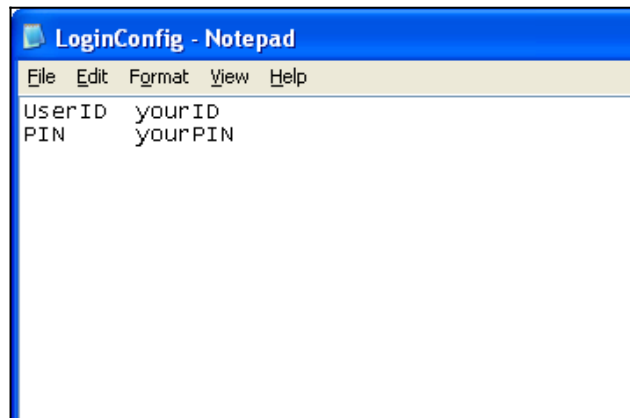 LoginConfig - Notepad
File Edit Format View Help
UserID yourID
PIN yourPIN